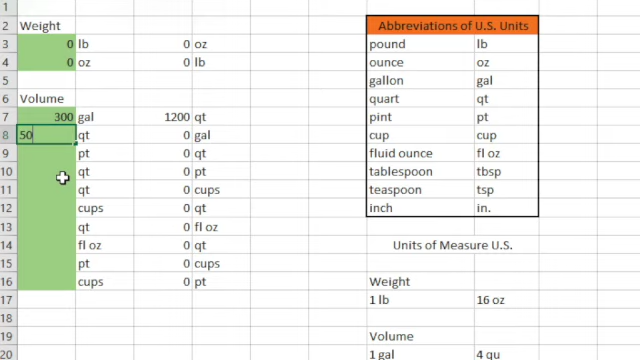 1
2 Weight Abbreviations of U.S. Units
3 0 lb 0 oz pound lb
4 0 oz 0 lb ounce oz
5 gallon gal
6 Volume quart qt
7 300 gal 1200 qt pint pt
8 50 qt 0 gal cup cup
9 pt 0 qt fluid ounce fl oz
10 qt 0 pt tablespoon tbsp
11 qt 0 cups teaspoon tsp
12 cups 0 qt inch in.
13 qt 0 fl oz
14 fl oz 0 qt Units of Measure U.S.
15 pt 0 cups
16 cups 0 pt Weight
17 1 lb 16 oz
18
19 Volume
20 1 gal 4 qu